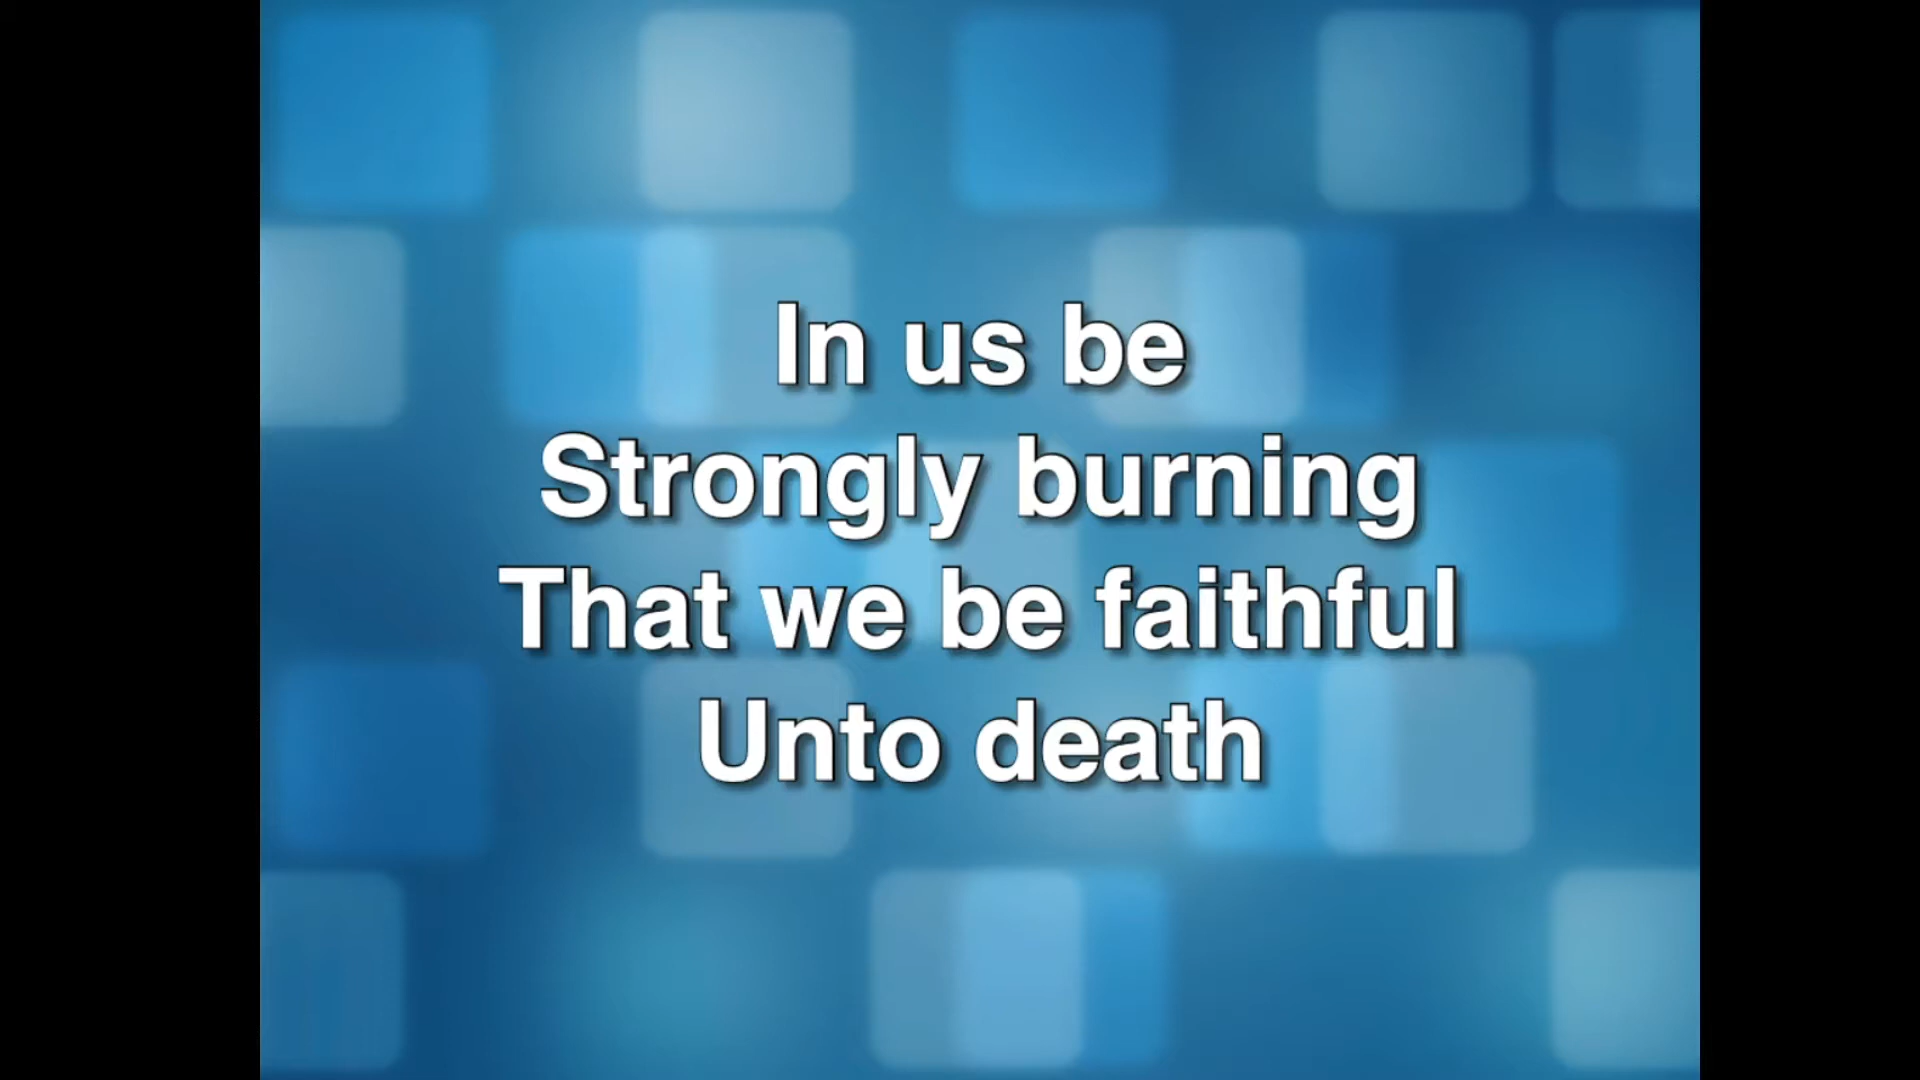 In us be
Strongly burning
That we be faithful
Unto death